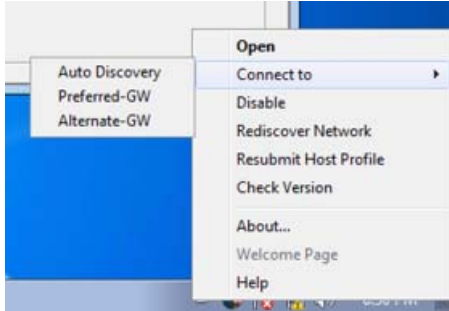 Open
Connect to
Auto Discovery
Preferred-GW
Alternate-GW
Disable
Rediscover Network
Resubmit Host Profile
Check Version
About...
Welcome Page
Help